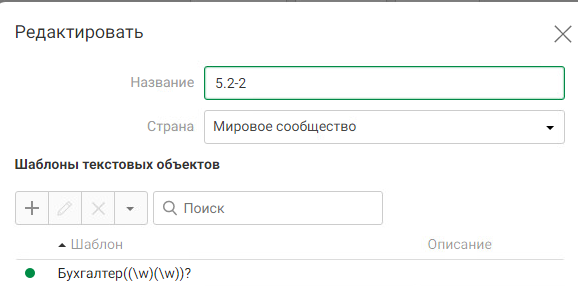 Редактировать
Название 5.2-2
Страна Мировое сообщество
Шаблоны текстовых объектов
Поиск
Шаблон Описание
Бухгалтер((\w)(\w))?